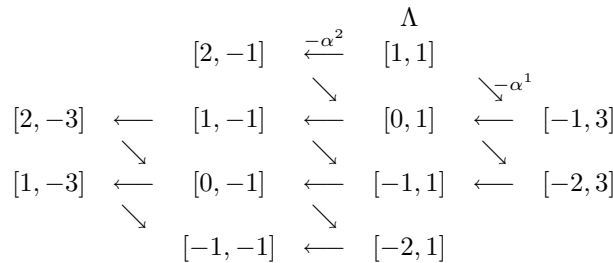 Λ
[2, −1] ←−α² [1, 1]
↘ ↘−α¹
[2, −3] ← [1, −1] ← [0, 1] ← [−1, 3]
↘ ↘ ↘
[1, −3] ← [0, −1] ← [−1, 1] ← [−2, 3]
↘ ↘
[−1, −1] ← [−2, 1]